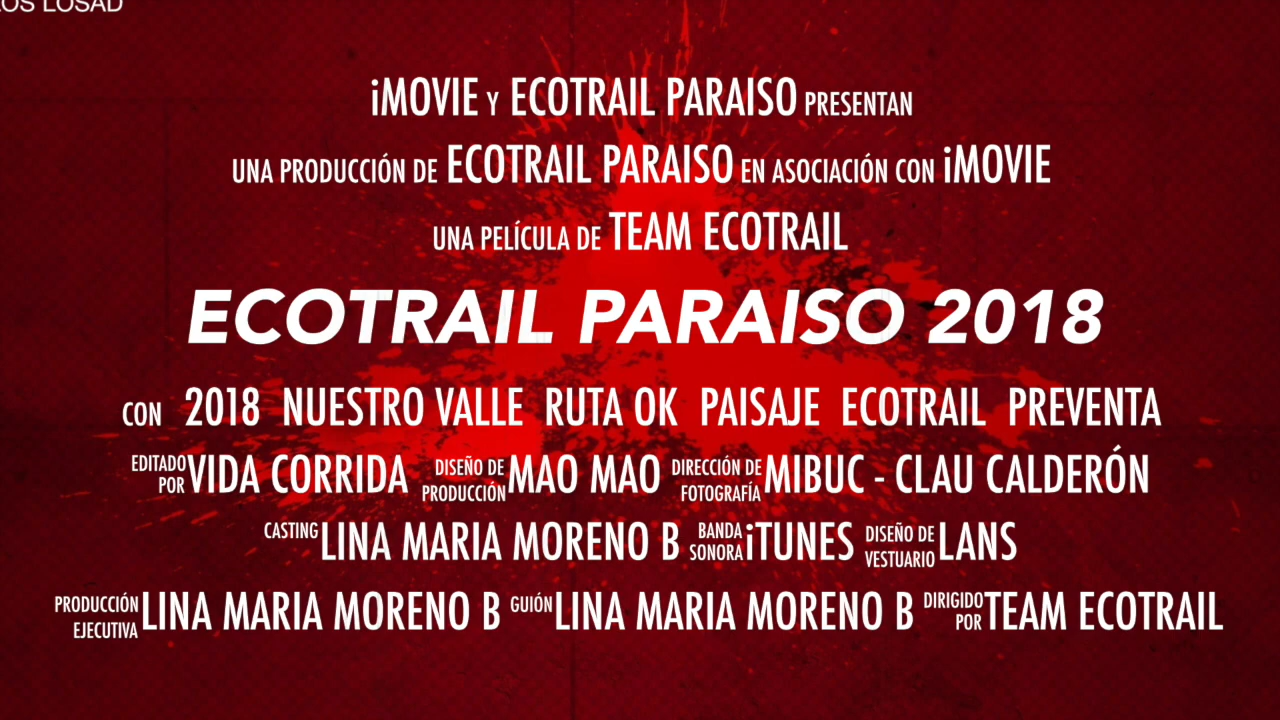 LOS LOSAD
iMOVIE Y ECOTRAIL PARAISO PRESENTAN
UNA PRODUCCIÓN DE ECOTRAIL PARAISO EN ASOCIACIÓN CON iMOVIE
UNA PELÍCULA DE TEAM ECOTRAIL
ECOTRAIL PARAISO 2018
CON 2018 NUESTRO VALLE RUTA OK PAISAJE ECOTRAIL PREVENTA
EDITADO POR VIDA CORRIDA DISEÑO DE PRODUCCIÓN MAO MAO DIRECCIÓN DE FOTOGRAFÍA MIBUC - CLAU CALDERÓN
CASTING LINA MARIA MORENO B BANDA SONORA iTUNES DISEÑO DE VESTUARIO LANS
PRODUCCIÓN EJECUTIVA LINA MARIA MORENO B GUIÓN LINA MARIA MORENO B DIRIGIDO POR TEAM ECOTRAIL